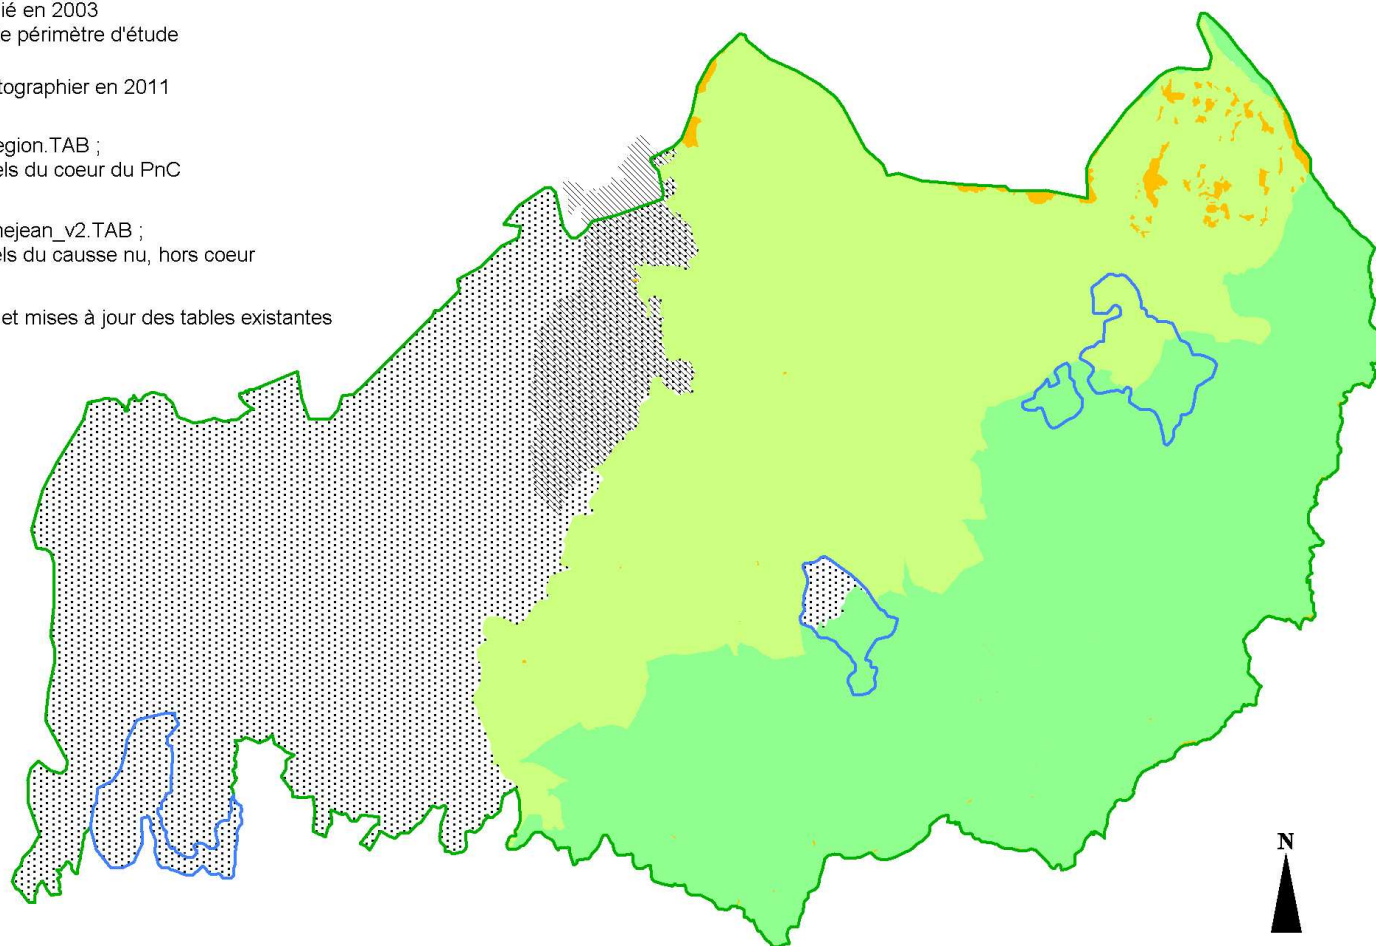 ié en 2003
e périmètre d'étude
tographier en 2011
egion.TAB ;
els du coeur du PnC
nejean_v2.TAB ;
els du causse nu, hors coeur
et mises à jour des tables existantes
N